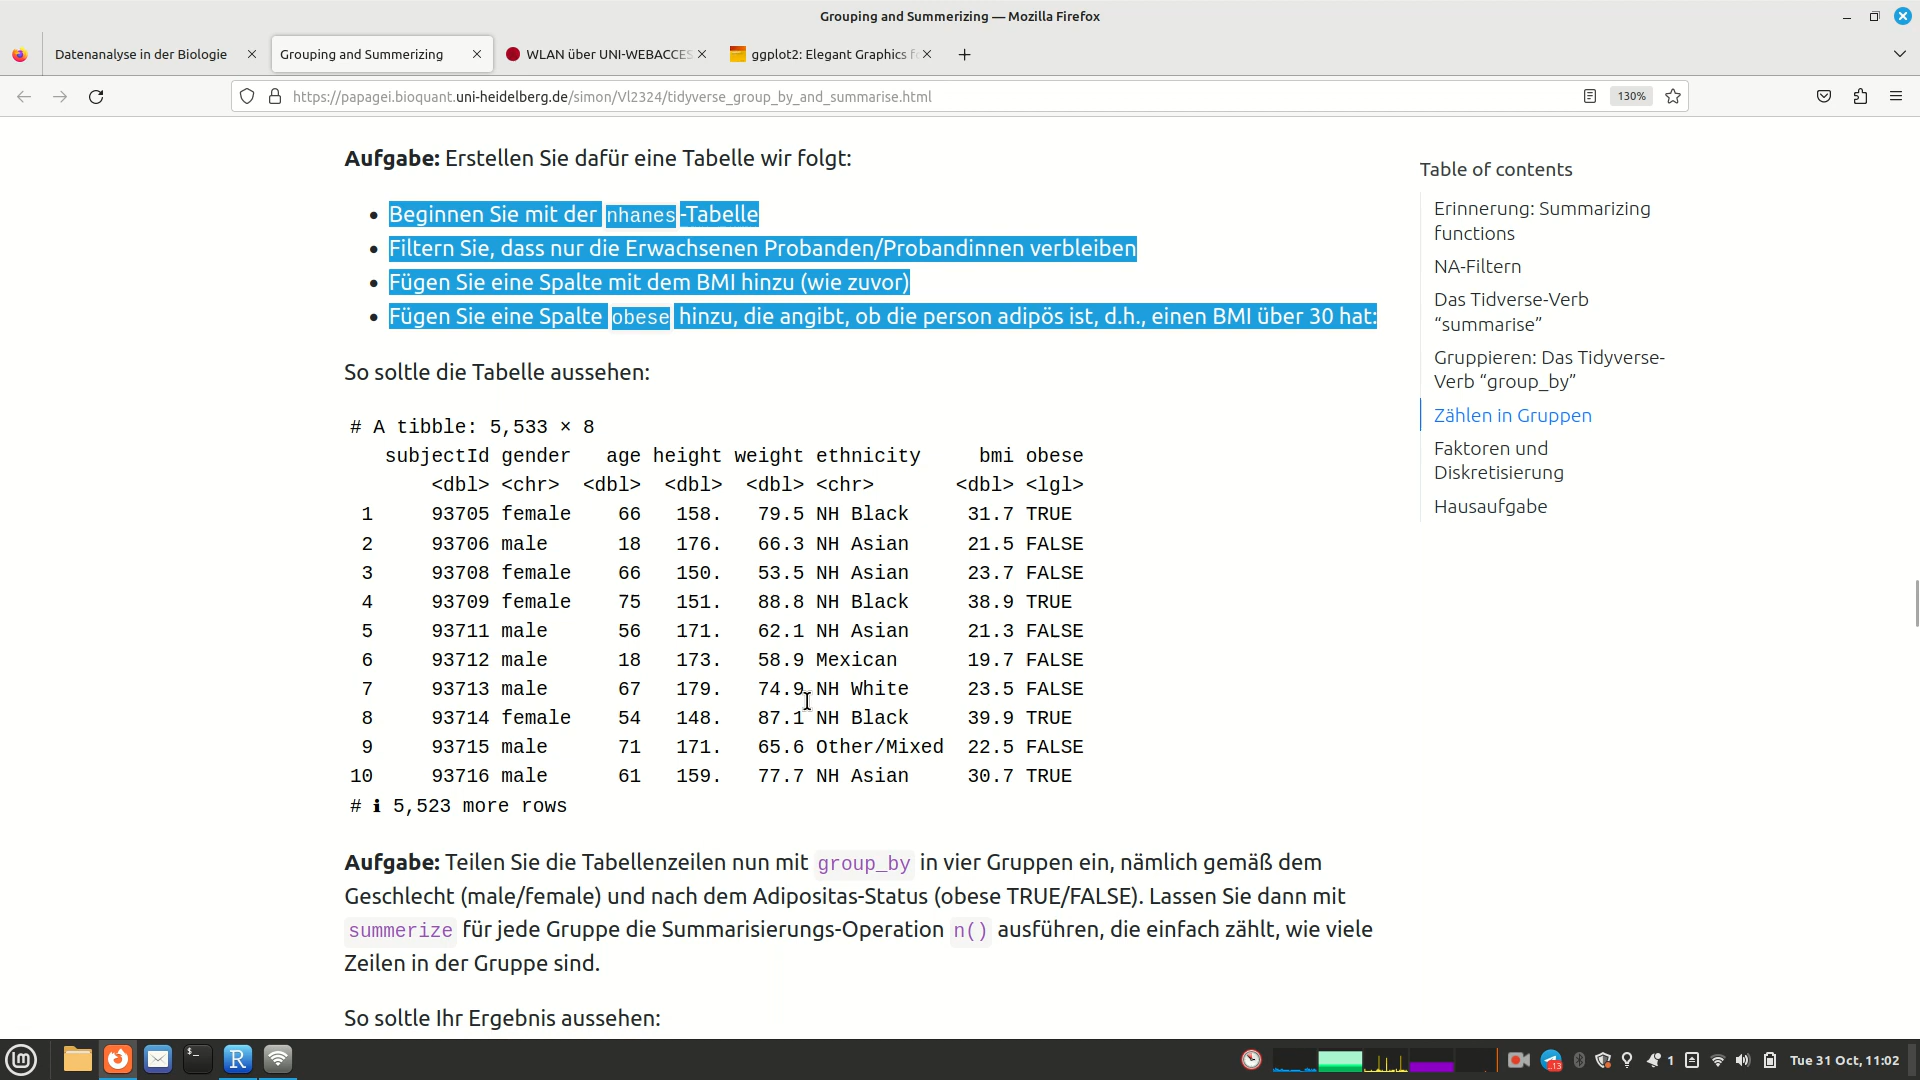 Grouping and Summerizing — Mozilla Firefox
Datenanalyse in der Biologie
Grouping and Summerizing
WLAN über UNI-WEBACCES
ggplot2: Elegant Graphics f
https://papagei.bioquant.uni-heidelberg.de/simon/Vl2324/tidyverse_group_by_and_summarise.html
130%
Aufgabe: Erstellen Sie dafür eine Tabelle wir folgt:
Beginnen Sie mit der nhanes-Tabelle
Filtern Sie, dass nur die Erwachsenen Probanden/Probandinnen verbleiben
Fügen Sie eine Spalte mit dem BMI hinzu (wie zuvor)
Fügen Sie eine Spalte obese hinzu, die angibt, ob die person adipös ist, d.h., einen BMI über 30 hat:
So soltle die Tabelle aussehen:
# A tibble: 5,533 × 8
subjectId gender age height weight ethnicity bmi obese
<dbl> <chr> <dbl> <dbl> <dbl> <chr> <dbl> <lgl>
1 93705 female 66 158. 79.5 NH Black 31.7 TRUE
2 93706 male 18 176. 66.3 NH Asian 21.5 FALSE
3 93708 female 66 150. 53.5 NH Asian 23.7 FALSE
4 93709 female 75 151. 88.8 NH Black 38.9 TRUE
5 93711 male 56 171. 62.1 NH Asian 21.3 FALSE
6 93712 male 18 173. 58.9 Mexican 19.7 FALSE
7 93713 male 67 179. 74.9 NH White 23.5 FALSE
8 93714 female 54 148. 87.1 NH Black 39.9 TRUE
9 93715 male 71 171. 65.6 Other/Mixed 22.5 FALSE
10 93716 male 61 159. 77.7 NH Asian 30.7 TRUE
# ℹ 5,523 more rows
Aufgabe: Teilen Sie die Tabellenzeilen nun mit group_by in vier Gruppen ein, nämlich gemäß dem
Geschlecht (male/female) und nach dem Adipositas-Status (obese TRUE/FALSE). Lassen Sie dann mit
summerize für jede Gruppe die Summarisierungs-Operation n() ausführen, die einfach zählt, wie viele
Zeilen in der Gruppe sind.
So soltle Ihr Ergebnis aussehen:
Table of contents
Erinnerung: Summarizing
functions
NA-Filtern
Das Tidverse-Verb
“summarise”
Gruppieren: Das Tidyverse-
Verb “group_by”
Zählen in Gruppen
Faktoren und
Diskretisierung
Hausaufgabe
1
Tue 31 Oct, 11:02